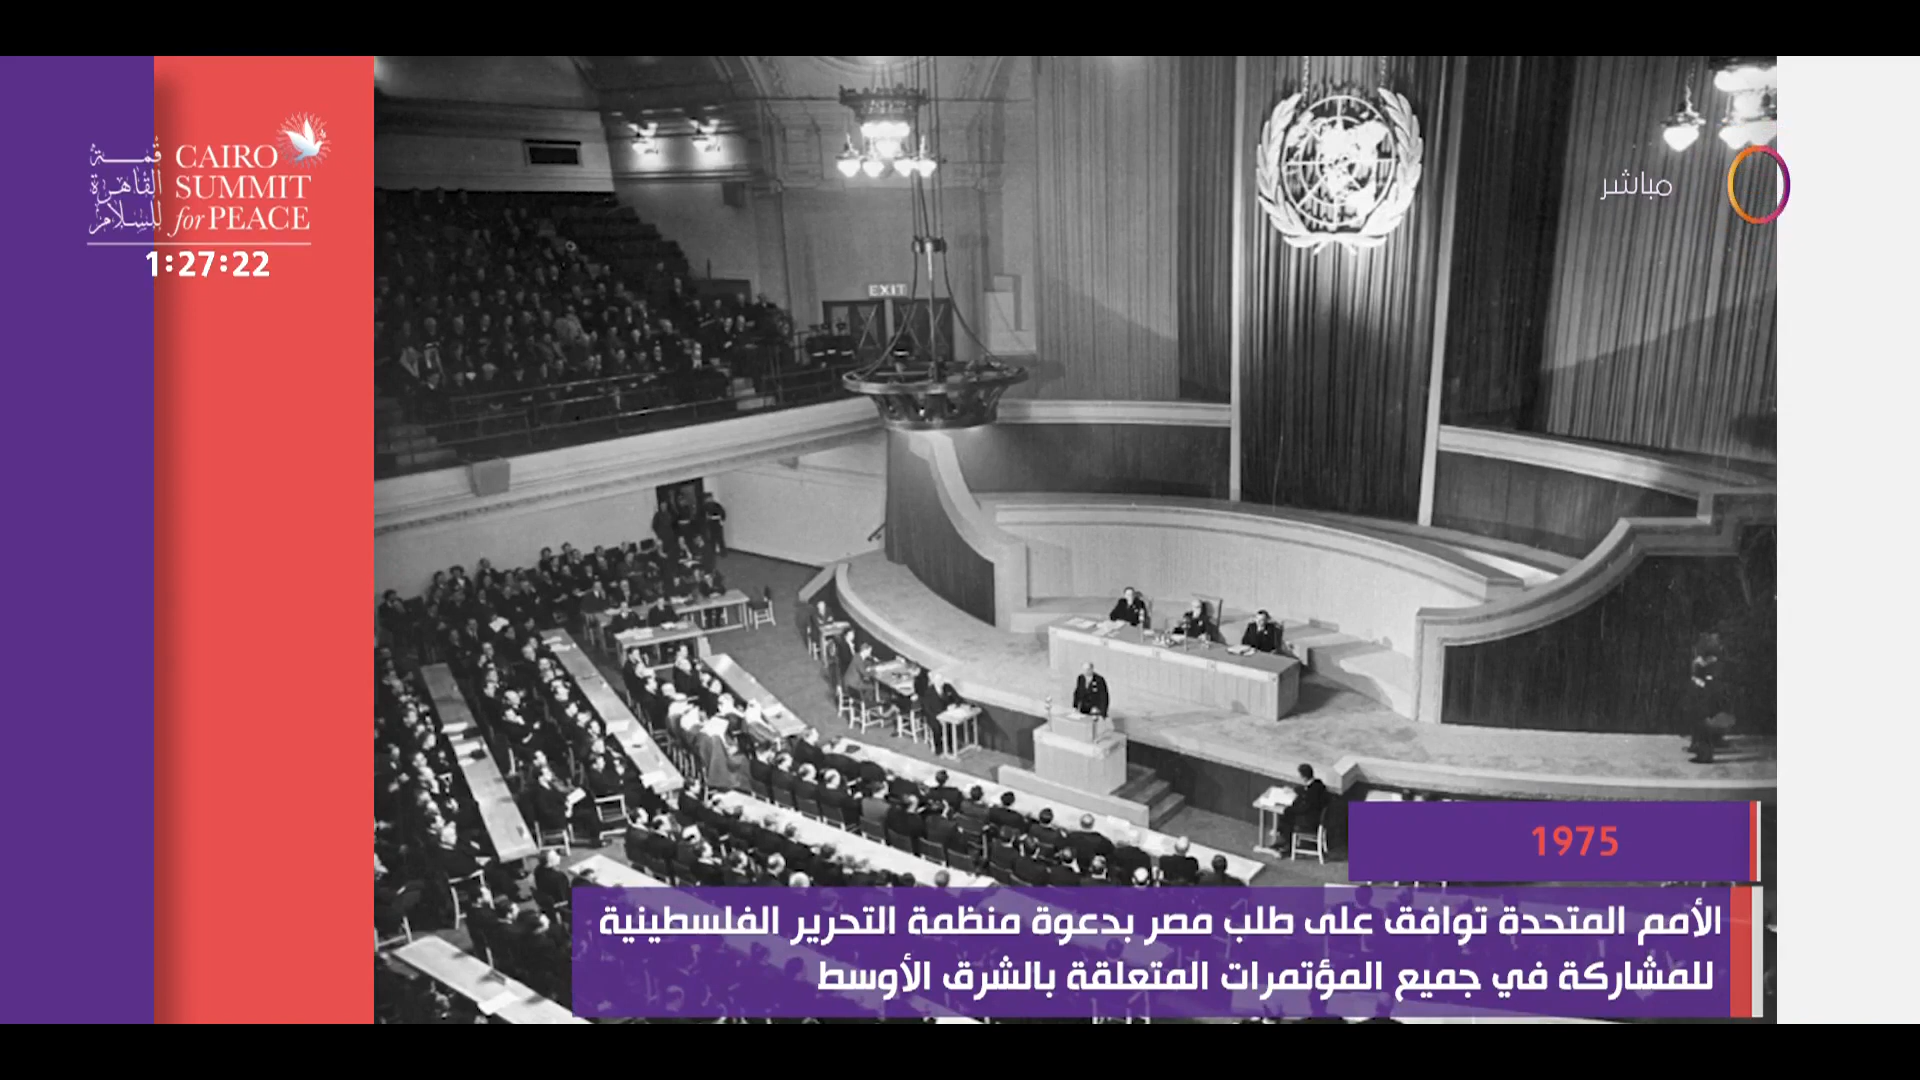 قمة
القاهرة
للسلام
CAIRO
SUMMIT
for PEACE
1:27:22
مباشر
EXIT
1975
الأمم المتحدة توافق على طلب مصر بدعوة منظمة التحرير الفلسطينية
للمشاركة في جميع المؤتمرات المتعلقة بالشرق الأوسط